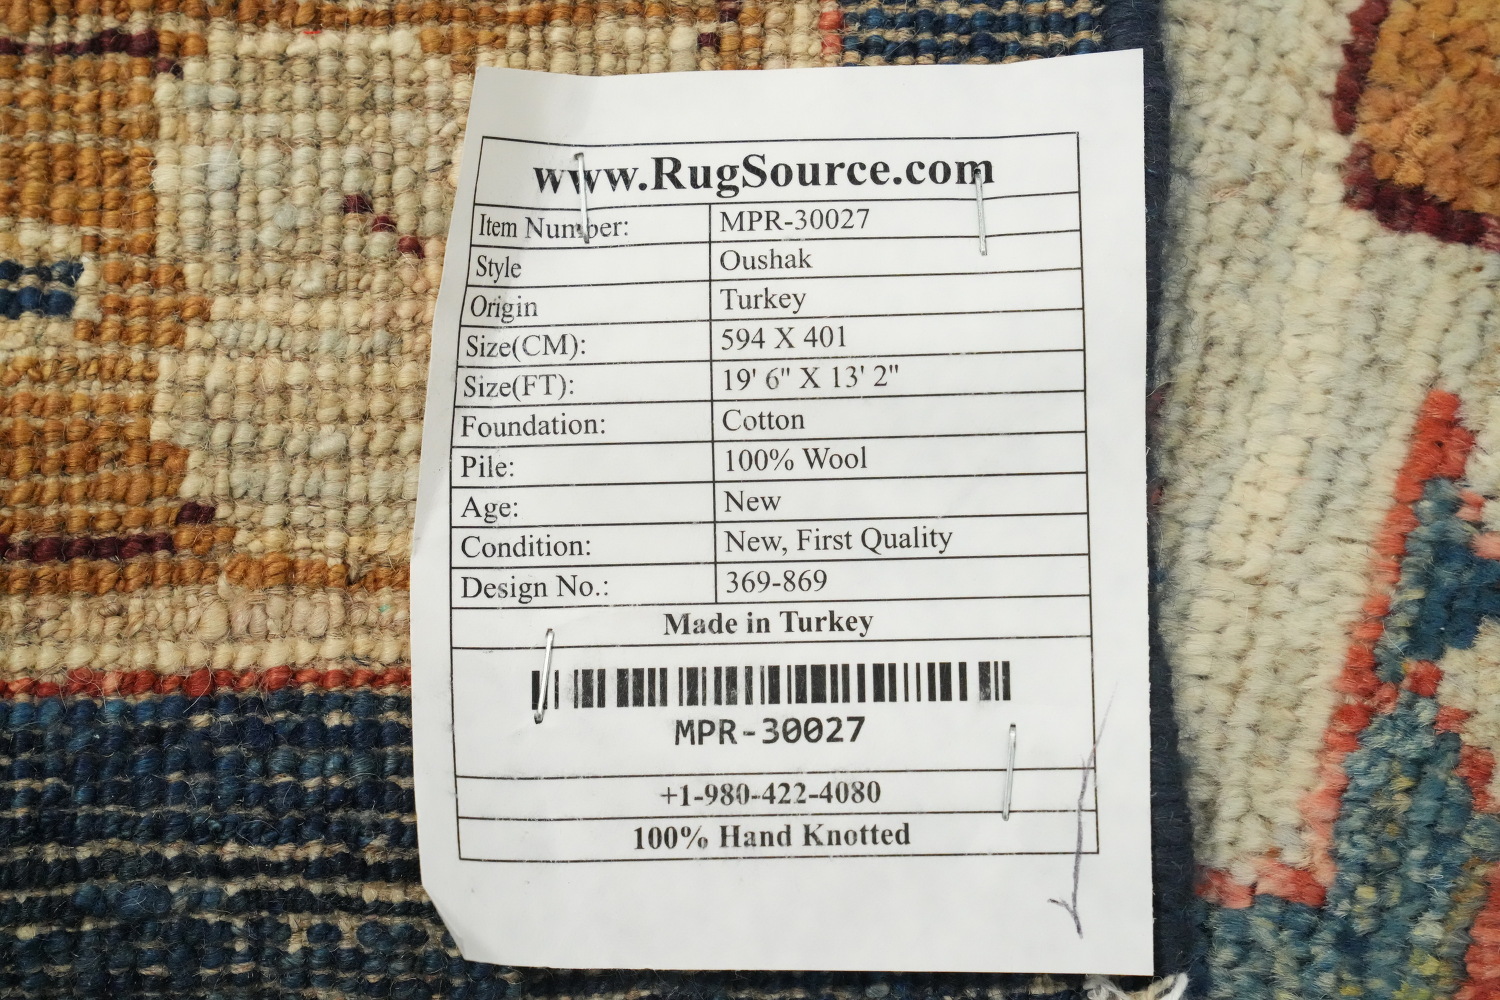 www.RugSource.com
Item Number: MPR-30027
Style Oushak
Origin Turkey
Size(CM): 594 X 401
Size(FT): 19' 6" X 13' 2"
Foundation: Cotton
Pile: 100% Wool
Age: New
Condition: New, First Quality
Design No.: 369-869
Made in Turkey
MPR-30027
+1-980-422-4080
100% Hand Knotted